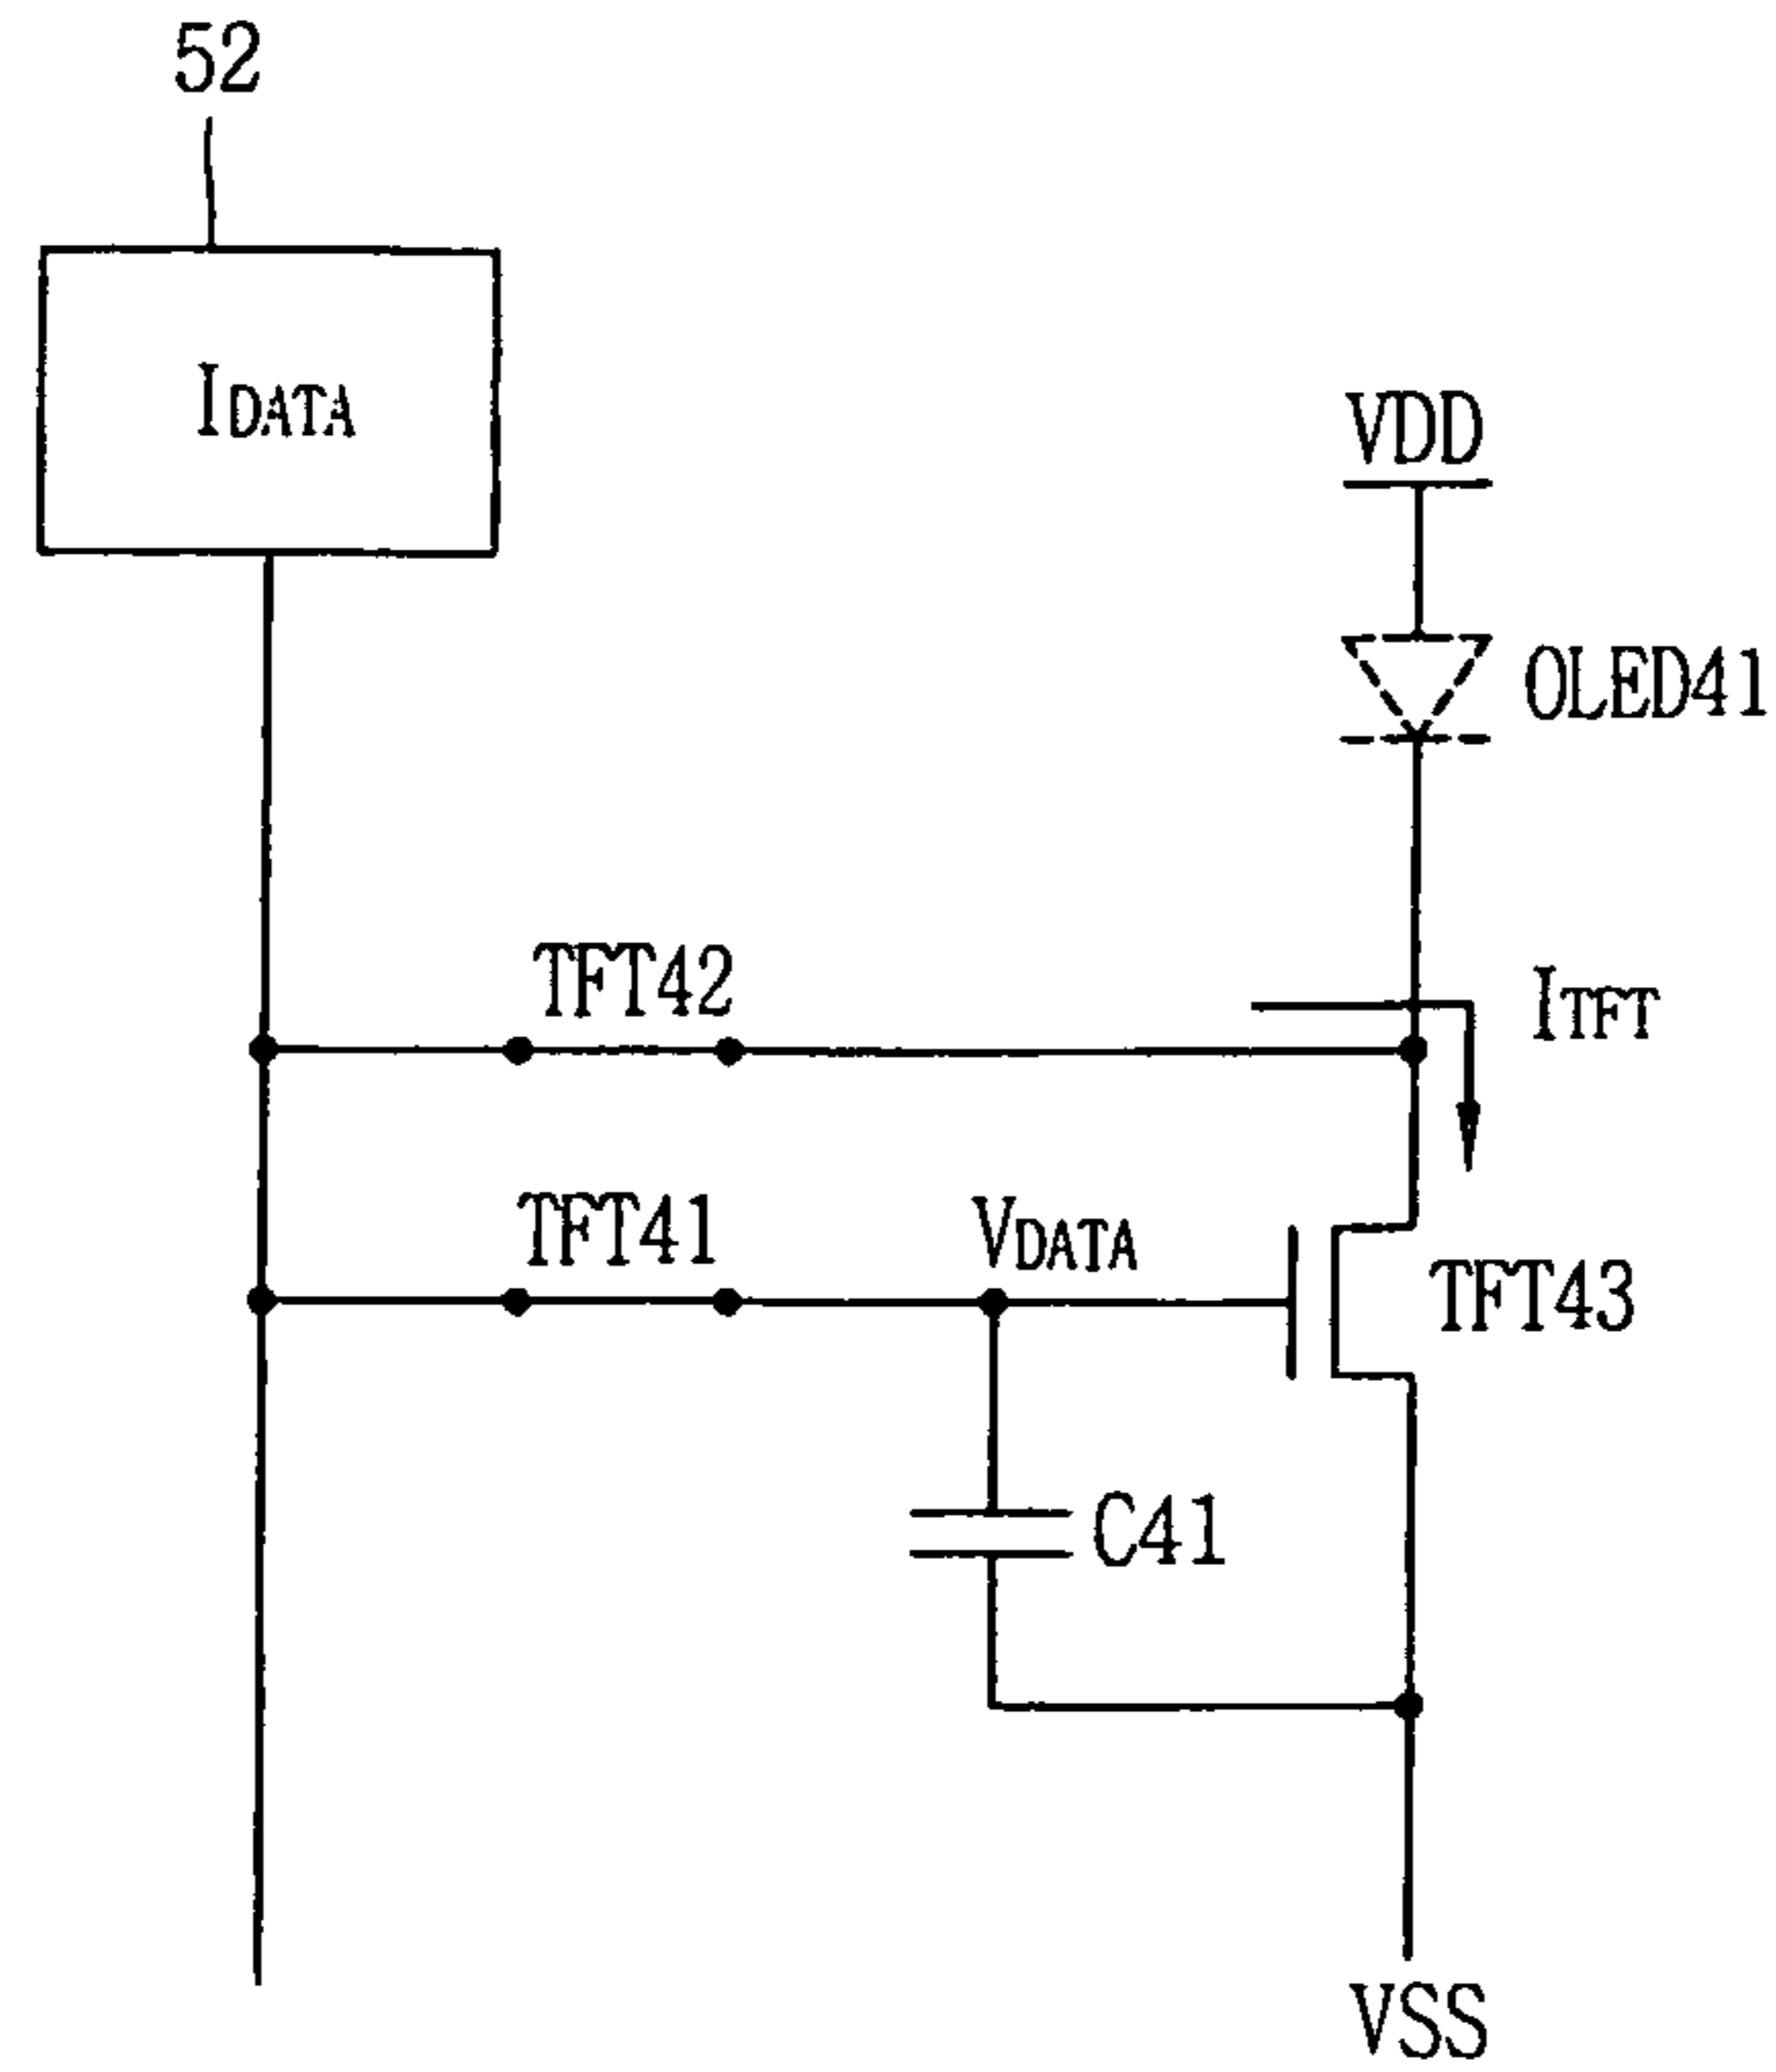 52
IDATA
VDD
OLED41
TFT42
ITFT
TFT41
VDATA
TFT43
C41
VSS